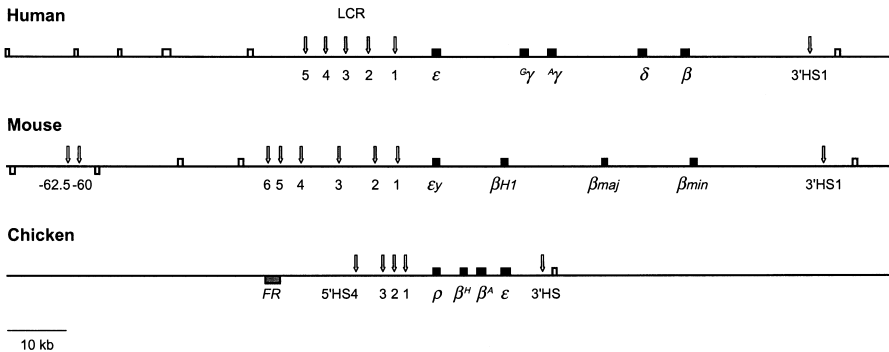 LCR
Human
5 4 3 2 1 ε Gγ Aγ δ β 3'HS1
Mouse
-62.5 -60 6 5 4 3 2 1 εy βH1 βmaj βmin 3'HS1
Chicken
FR 5'HS4 3 2 1 ρ βH βA ε 3'HS
10 kb